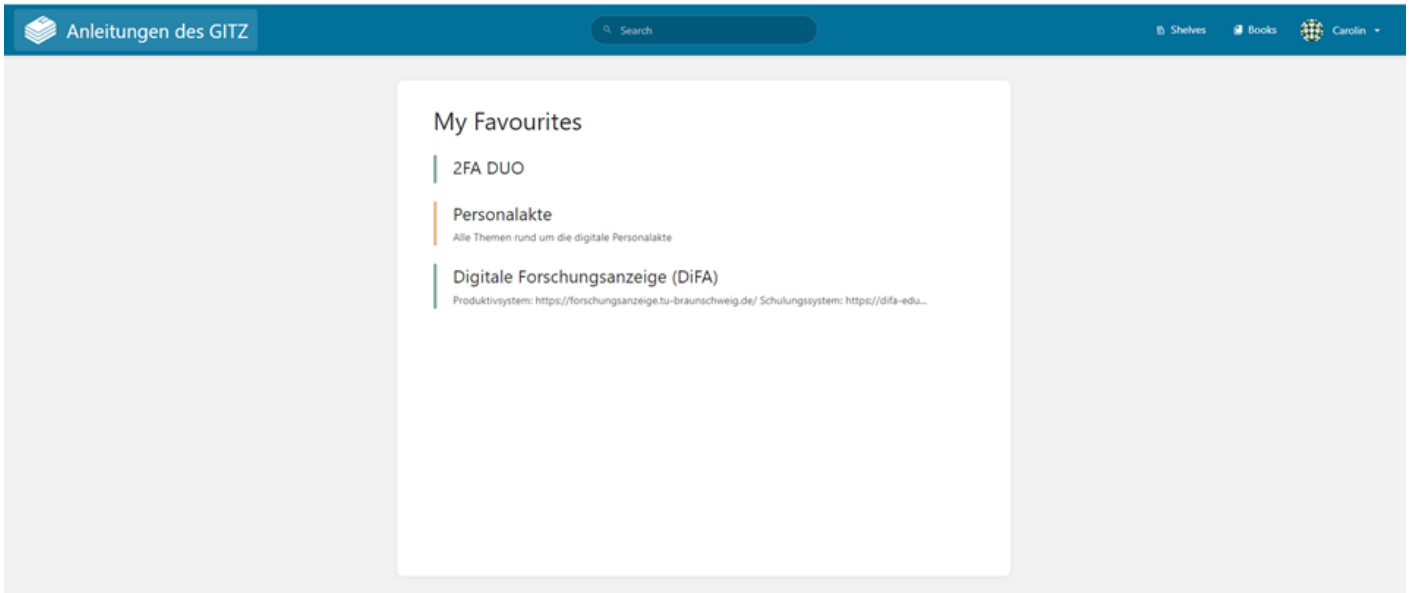 Anleitungen des GITZ
Search
Shelves
Books
Carolin
My Favourites
2FA DUO
Personalakte
Alle Themen rund um die digitale Personalakte
Digitale Forschungsanzeige (DiFA)
Produktivsystem: https://forschungsanzeige.tu-braunschweig.de/ Schulungssystem: https://difa-edu...